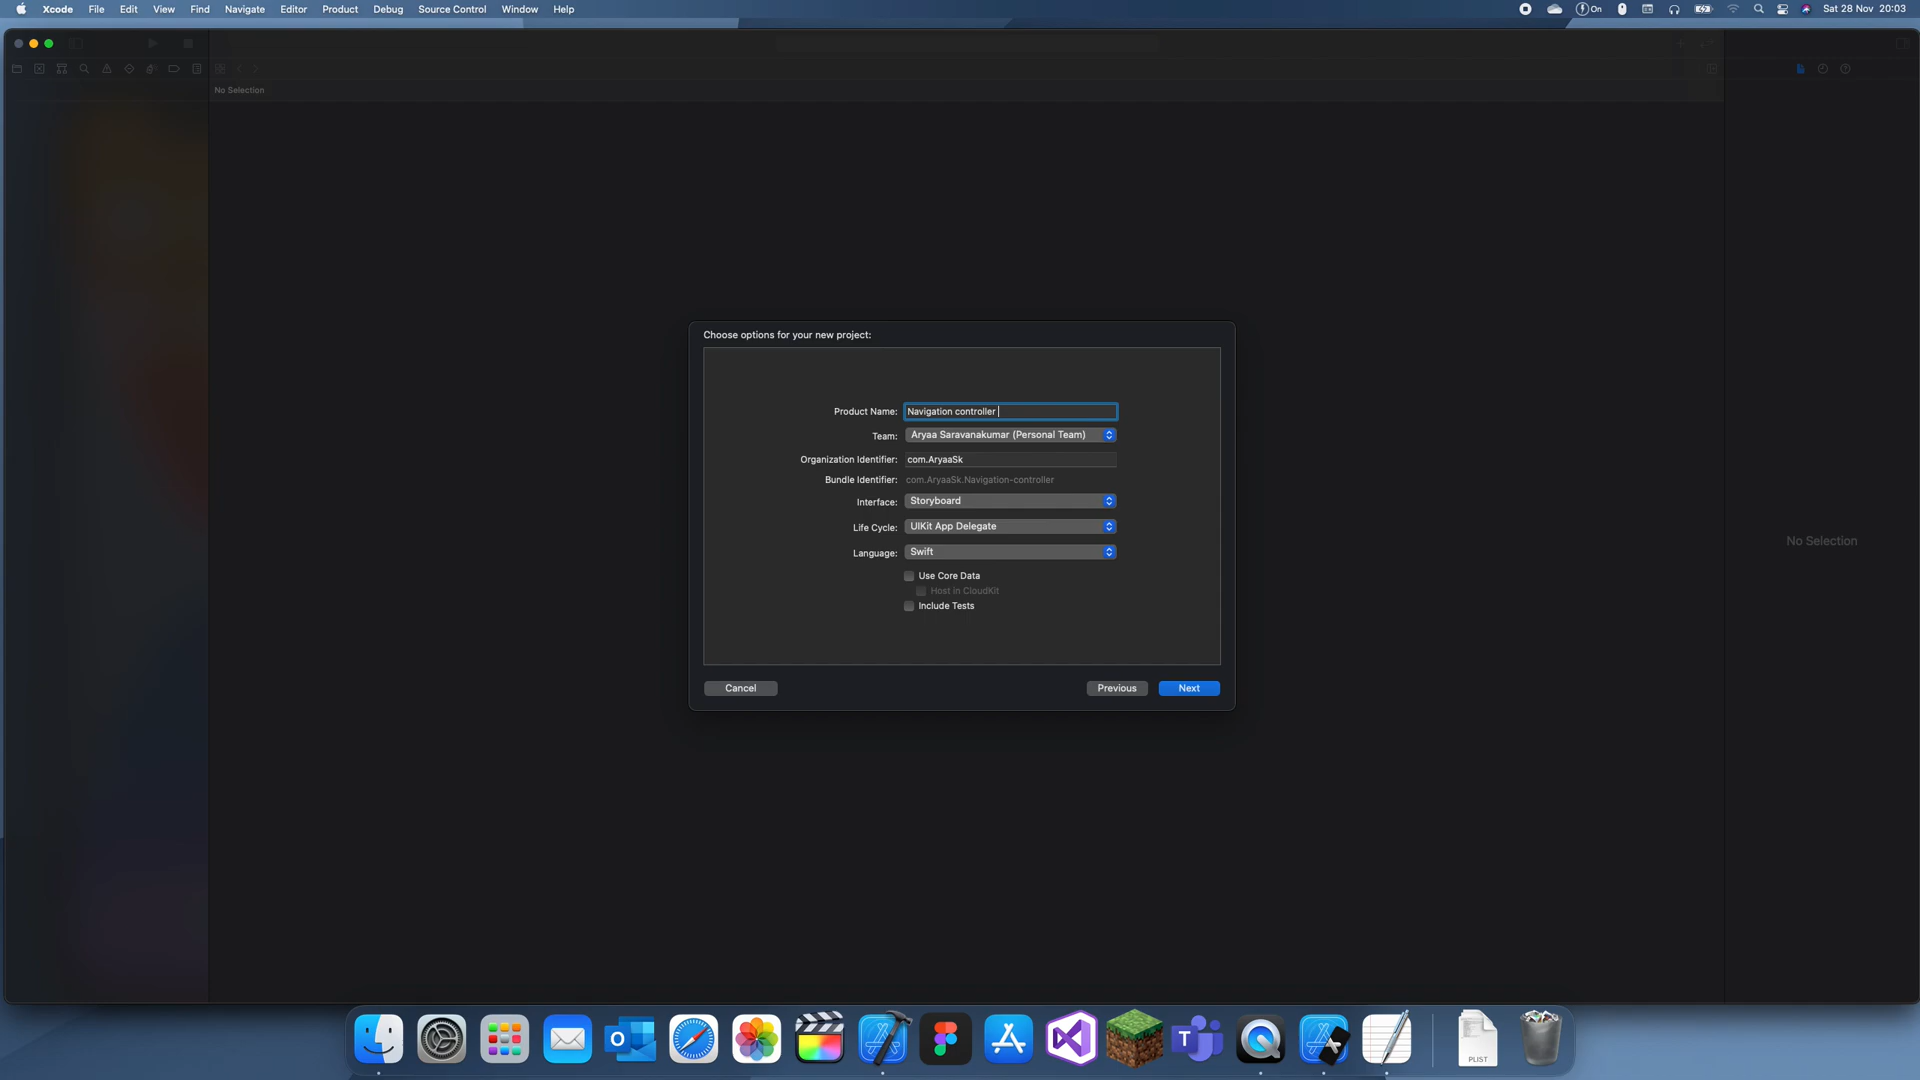 Xcode File Edit View Find Navigate Editor Product Debug Source Control Window Help On Sat 28 Nov 20:03
No Selection
Choose options for your new project:
Product Name: Navigation controller
Team: Aryaa Saravanakumar (Personal Team)
Organization Identifier: com.AryaaSk
Bundle Identifier: com.AryaaSk.Navigation-controller
Interface: Storyboard
Life Cycle: UIKit App Delegate
Language: Swift
No Selection
Use Core Data
Host in CloudKit
Include Tests
Cancel Previous Next
PLIST